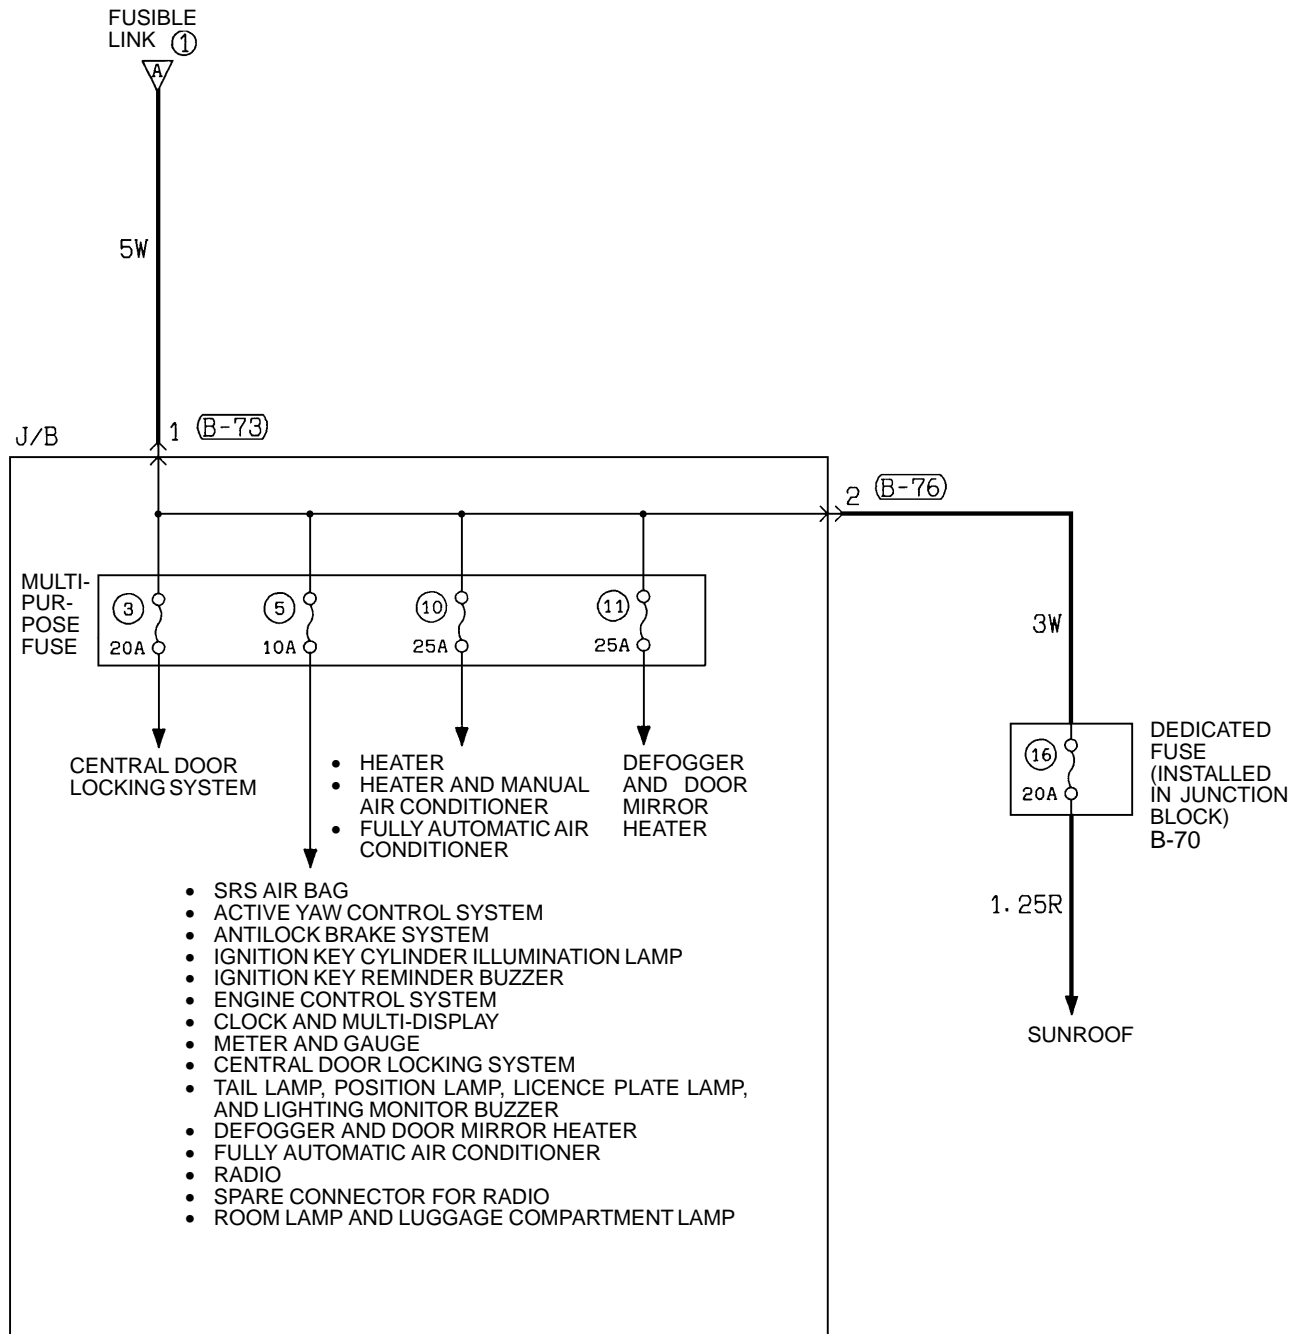 FUSIBLE
LINK ①
A
5W
J/B
1 (B-73)
2 (B-76)
MULTI-
PUR-
POSE
FUSE
③
20A
⑤
10A
⑩
25A
⑪
25A
3W
⑯
20A
DEDICATED
FUSE
(INSTALLED
IN JUNCTION
BLOCK)
B-70
CENTRAL DOOR
LOCKING SYSTEM
• HEATER
• HEATER AND MANUAL
AIR CONDITIONER
• FULLY AUTOMATIC AIR
CONDITIONER
DEFOGGER
AND DOOR
MIRROR
HEATER
1.25R
SUNROOF
• SRS AIR BAG
• ACTIVE YAW CONTROL SYSTEM
• ANTILOCK BRAKE SYSTEM
• IGNITION KEY CYLINDER ILLUMINATION LAMP
• IGNITION KEY REMINDER BUZZER
• ENGINE CONTROL SYSTEM
• CLOCK AND MULTI-DISPLAY
• METER AND GAUGE
• CENTRAL DOOR LOCKING SYSTEM
• TAIL LAMP, POSITION LAMP, LICENCE PLATE LAMP,
AND LIGHTING MONITOR BUZZER
• DEFOGGER AND DOOR MIRROR HEATER
• FULLY AUTOMATIC AIR CONDITIONER
• RADIO
• SPARE CONNECTOR FOR RADIO
• ROOM LAMP AND LUGGAGE COMPARTMENT LAMP